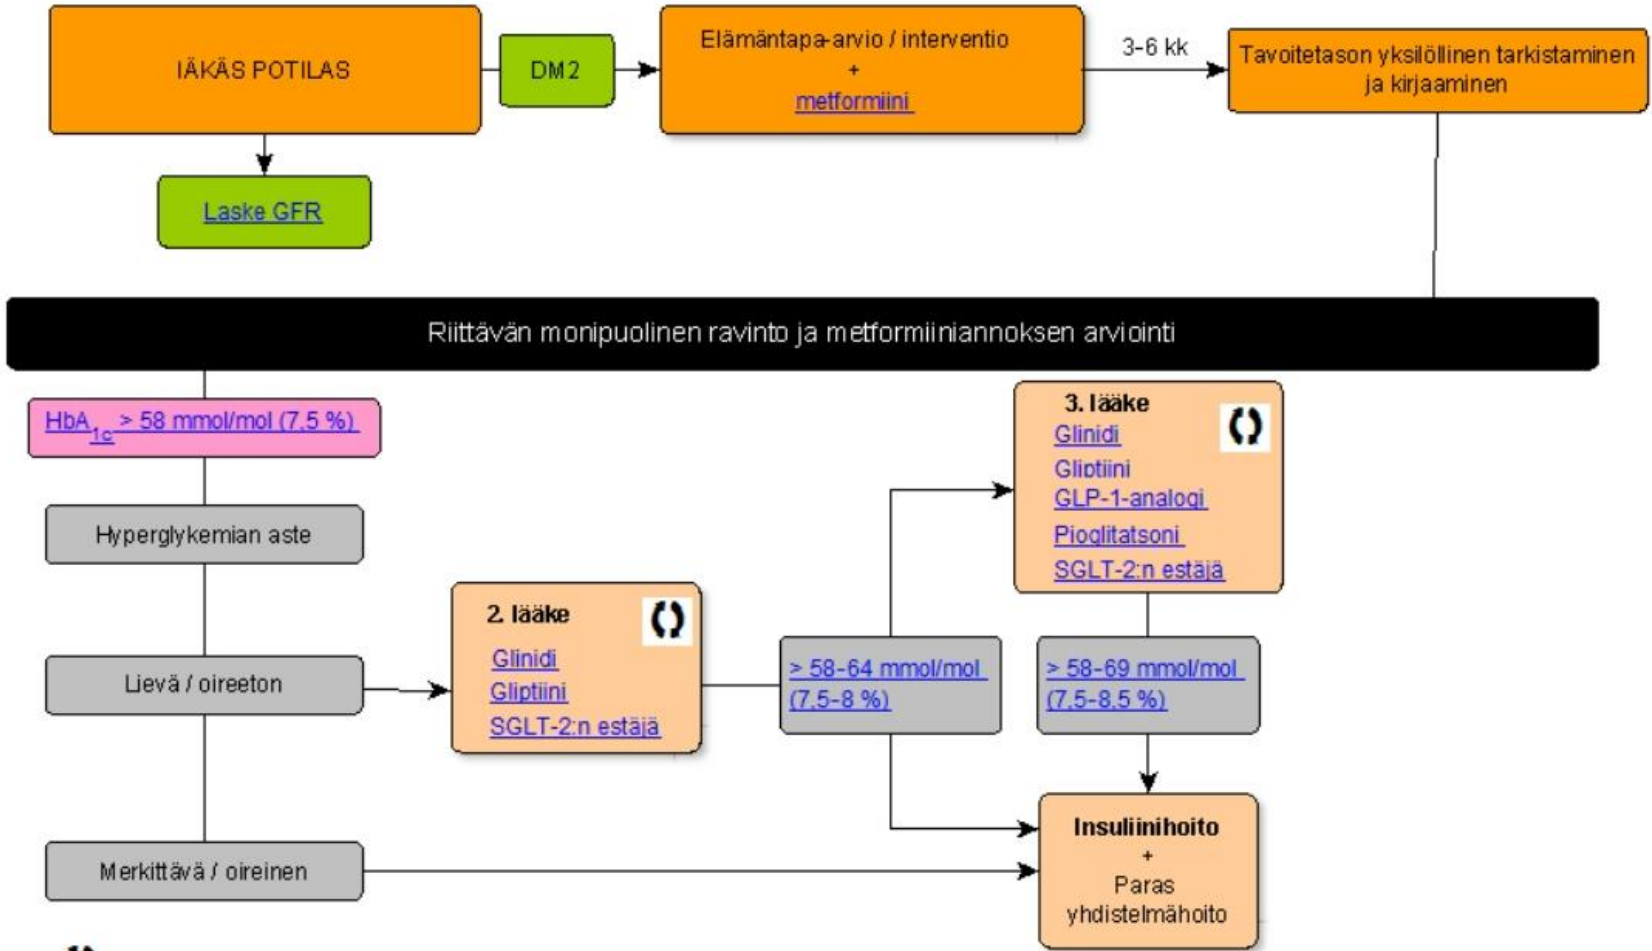 IÄKÄS POTILAS
DM2
Elämäntapa-arvio / interventio
+
metformiini
3-6 kk
Tavoitetason yksilöllinen tarkistaminen
ja kirjaaminen
Laske GFR
Riittävän monipuolinen ravinto ja metformiiniannoksen arviointi
HbA1c > 58 mmol/mol (7,5 %)
Hyperglykemian aste
Lievä / oireeton
Merkittävä / oireinen
2. lääke
Glinidi
Gliptiini
SGLT-2:n estäjä
> 58-64 mmol/mol
(7,5-8 %)
3. lääke
Glinidi
Gliptiini
GLP-1-analogi
Pioglitatsoni
SGLT-2:n estäjä
> 58-69 mmol/mol
(7,5-8,5 %)
Insuliinihoito
+
Paras
yhdistelmähoito